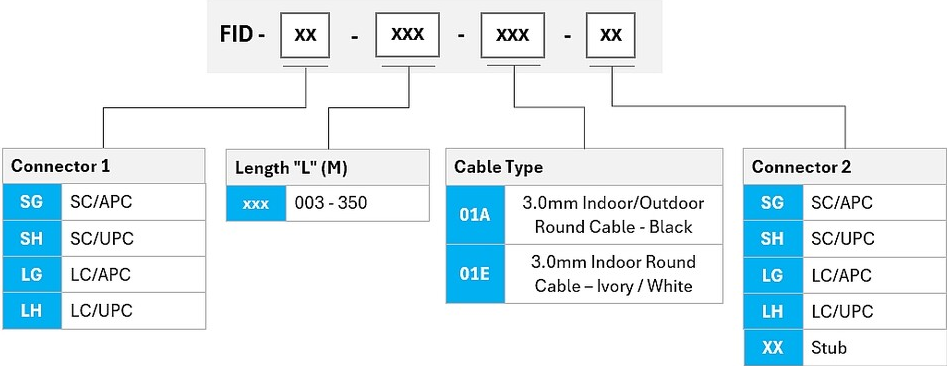 FID - XX - XXX - XXX - XX
Connector 1
SG SC/APC
SH SC/UPC
LG LC/APC
LH LC/UPC
Length "L" (M)
xxx 003 - 350
Cable Type
01A 3.0mm Indoor/Outdoor
Round Cable - Black
01E 3.0mm Indoor Round
Cable – Ivory / White
Connector 2
SG SC/APC
SH SC/UPC
LG LC/APC
LH LC/UPC
XX Stub